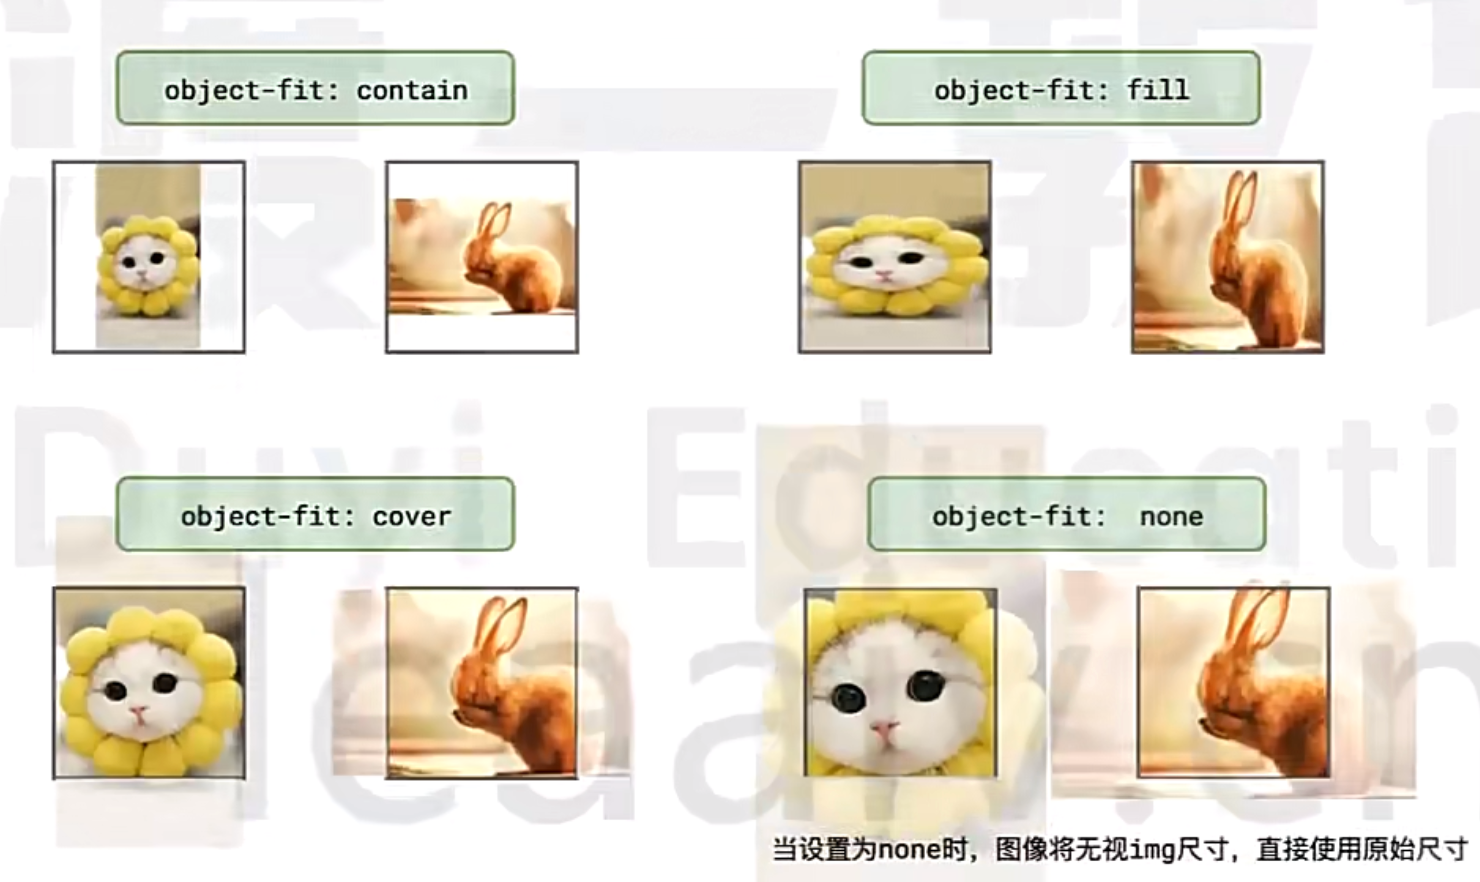 object-fit: contain
object-fit: fill
object-fit: cover
object-fit: none
当设置为none时，图像将无视img尺寸，直接使用原始尺寸
Duyi Educati